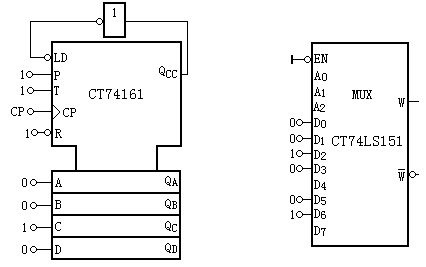 1
LD
1 P
1 T
CP CP
1 R
QCC
CT74161
0 A QA
0 B QB
1 C QC
0 D QD
EN
A0
A1
A2
MUX
W
0 D0
0 D1
CT74LS151
1 D2
0 D3
W̅
D4
0 D5
1 D6
D7